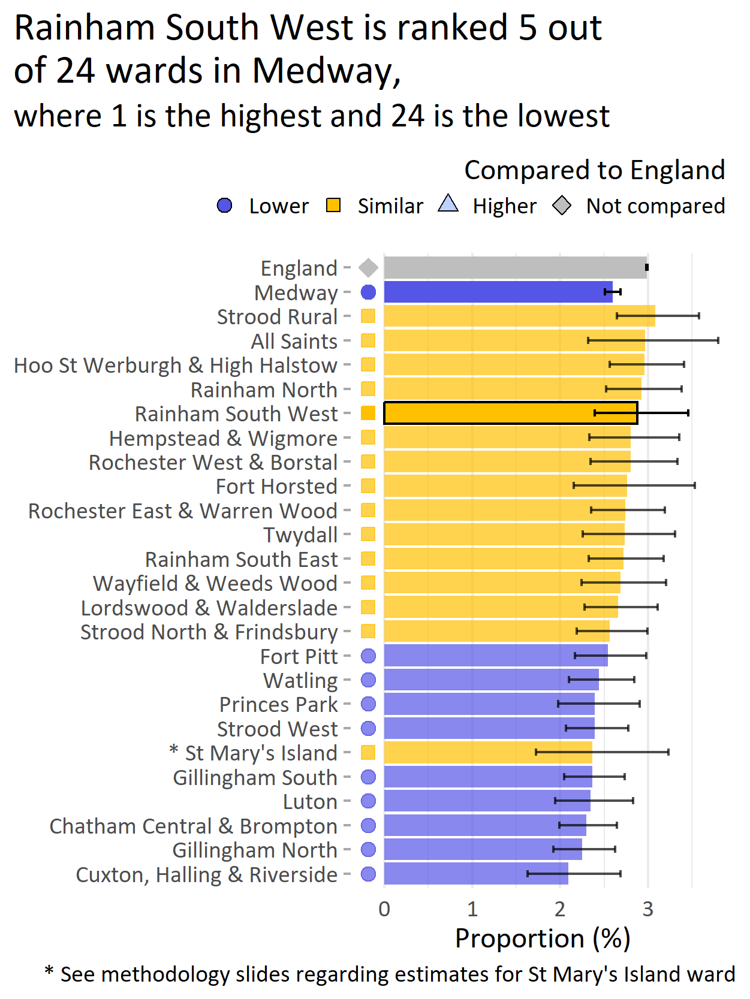 Rainham South West is ranked 5 out
of 24 wards in Medway,
where 1 is the highest and 24 is the lowest
Compared to England
Lower Similar Higher Not compared
England
Medway
Strood Rural
All Saints
Hoo St Werburgh & High Halstow
Rainham North
Rainham South West
Hempstead & Wigmore
Rochester West & Borstal
Fort Horsted
Rochester East & Warren Wood
Twydall
Rainham South East
Wayfield & Weeds Wood
Lordswood & Walderslade
Strood North & Frindsbury
Fort Pitt
Watling
Princes Park
Strood West
* St Mary's Island
Gillingham South
Luton
Chatham Central & Brompton
Gillingham North
Cuxton, Halling & Riverside
0 1 2 3
Proportion (%)
* See methodology slides regarding estimates for St Mary's Island ward